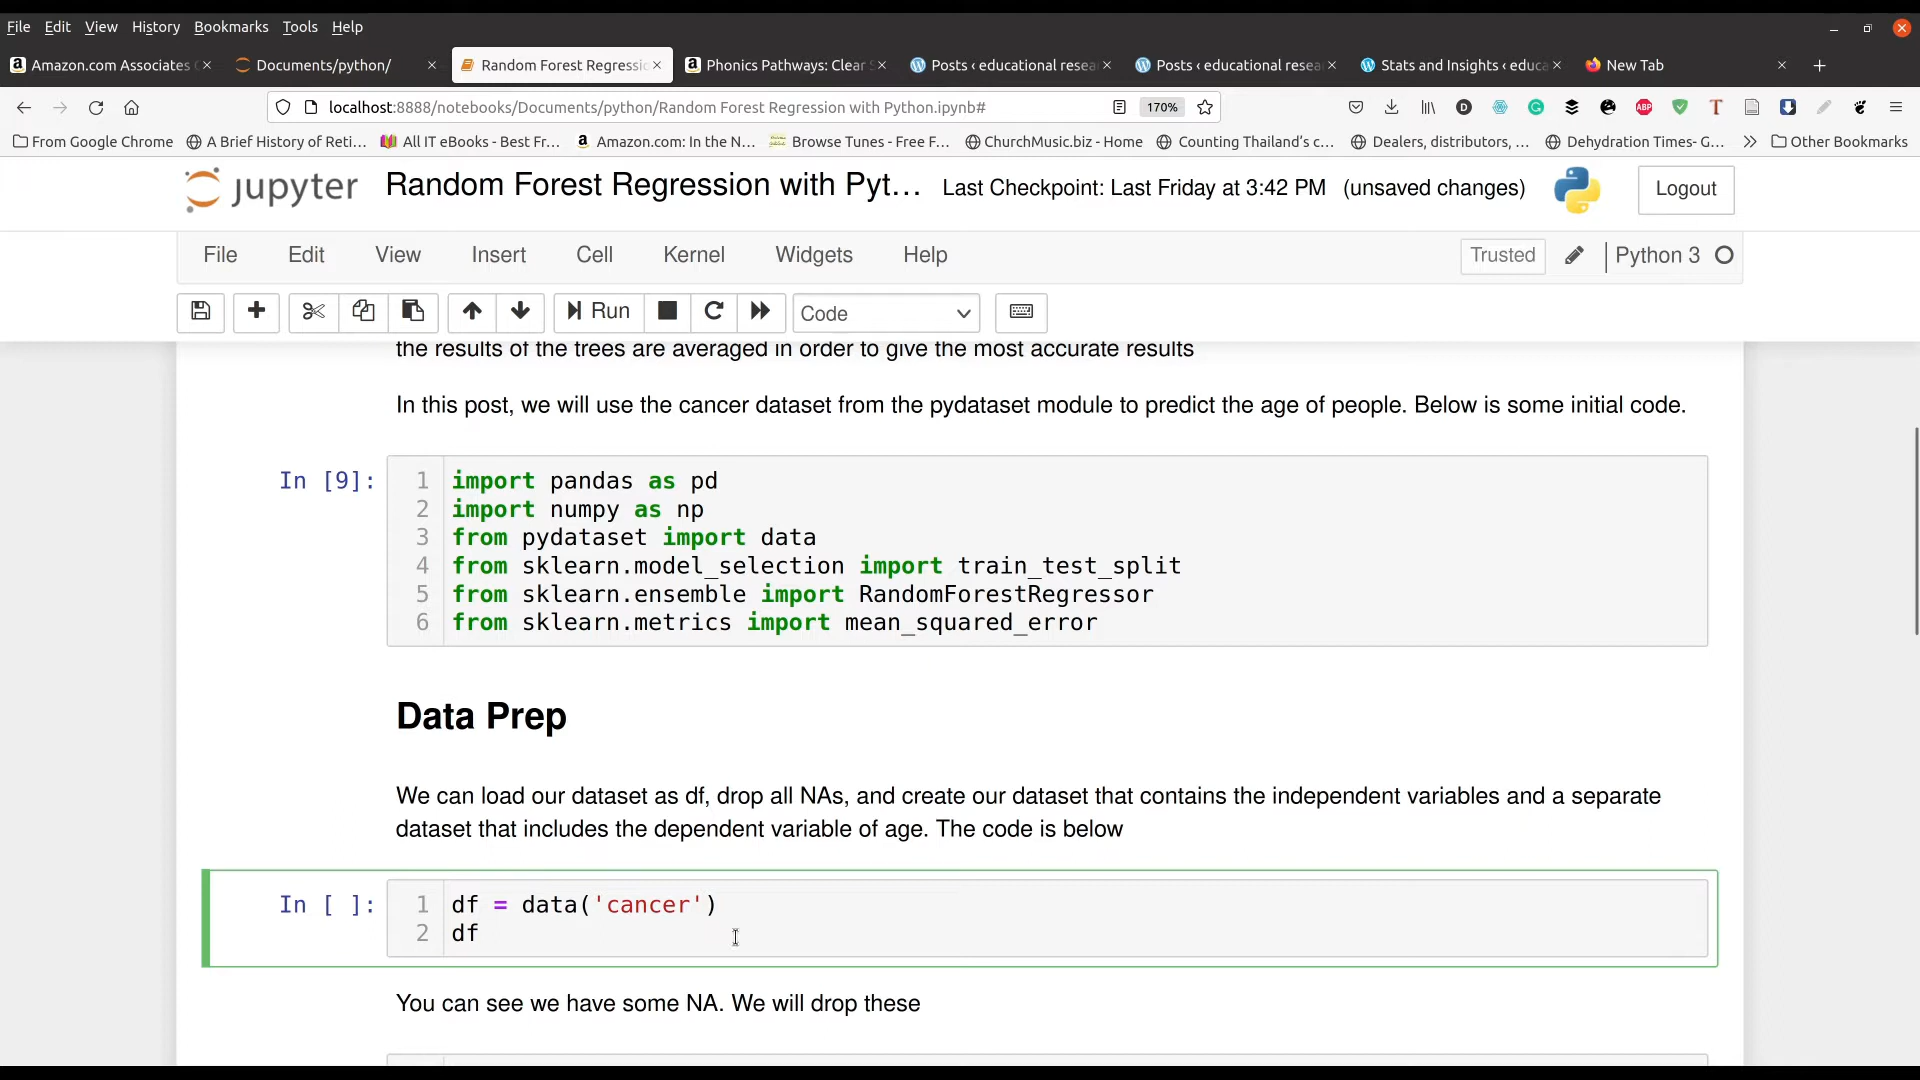 File Edit View History Bookmarks Tools Help
Amazon.com Associates
Documents/python/
Random Forest Regressi
Phonics Pathways: Clear S
Posts ‹ educational resea
Posts ‹ educational resea
Stats and Insights ‹ educa
New Tab
localhost:8888/notebooks/Documents/python/Random Forest Regression with Python.ipynb#
170%
From Google Chrome
A Brief History of Reti...
All IT eBooks - Best Fr...
Amazon.com: In the N...
Browse Tunes - Free F...
ChurchMusic.biz - Home
Counting Thailand's c...
Dealers, distributors, ...
Dehydration Times- G...
Other Bookmarks
jupyter Random Forest Regression with Pyt... Last Checkpoint: Last Friday at 3:42 PM (unsaved changes) Logout
File Edit View Insert Cell Kernel Widgets Help Trusted Python 3
Run Code
the results of the trees are averaged in order to give the most accurate results
In this post, we will use the cancer dataset from the pydataset module to predict the age of people. Below is some initial code.
In [9]: 1 import pandas as pd
2 import numpy as np
3 from pydataset import data
4 from sklearn.model_selection import train_test_split
5 from sklearn.ensemble import RandomForestRegressor
6 from sklearn.metrics import mean_squared_error
Data Prep
We can load our dataset as df, drop all NAs, and create our dataset that contains the independent variables and a separate
dataset that includes the dependent variable of age. The code is below
In [ ]: 1 df = data('cancer')
2 df
You can see we have some NA. We will drop these